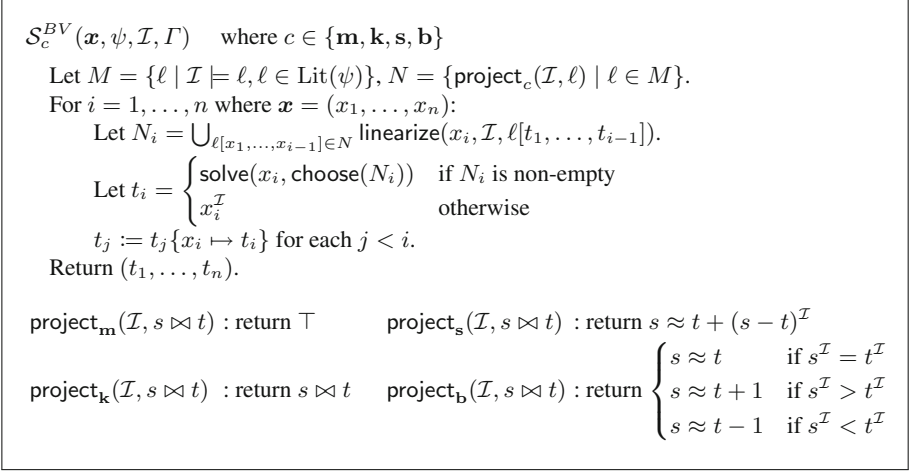 𝒮_c^{BV}(𝒙, ψ, ℐ, Γ) where c ∈ {𝐦, 𝐤, 𝐬, 𝐛}
Let M = {ℓ | ℐ ⊨ ℓ, ℓ ∈ Lit(ψ)}, N = {project_c(ℐ, ℓ) | ℓ ∈ M}.
For i = 1, . . . , n where 𝒙 = (x_1, . . . , x_n):
Let N_i = ⋃_{ℓ[x_1,...,x_{i−1}]∈N} linearize(x_i, ℐ, ℓ[t_1, . . . , t_{i−1}]).
Let t_i = { solve(x_i, choose(N_i)) if N_i is non-empty
x_i^ℐ otherwise
t_j := t_j{x_i ↦ t_i} for each j < i.
Return (t_1, . . . , t_n).
project_𝐦(ℐ, s ⋈ t) : return ⊤ project_𝐬(ℐ, s ⋈ t) : return s ≈ t + (s − t)^ℐ
project_𝐤(ℐ, s ⋈ t) : return s ⋈ t project_𝐛(ℐ, s ⋈ t) : return { s ≈ t if s^ℐ = t^ℐ
s ≈ t + 1 if s^ℐ > t^ℐ
s ≈ t − 1 if s^ℐ < t^ℐ